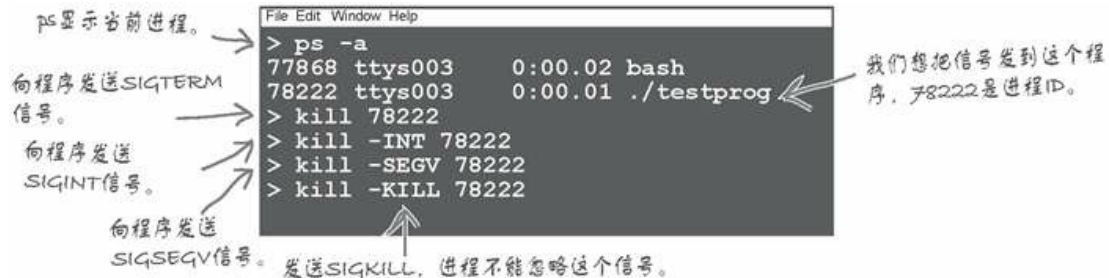 ps显示当前进程。
File Edit Window Help
> ps -a
77868 ttys003 0:00.02 bash
78222 ttys003 0:00.01 ./testprog
我们想把信号发到这个程
序，78222是进程ID。
向程序发送SIGTERM
信号。
> kill 78222
> kill -INT 78222
> kill -SEGV 78222
> kill -KILL 78222
向程序发送
SIGINT信号。
向程序发送
SIGSEGV信号。
发送SIGKILL，进程不能忽略这个信号。